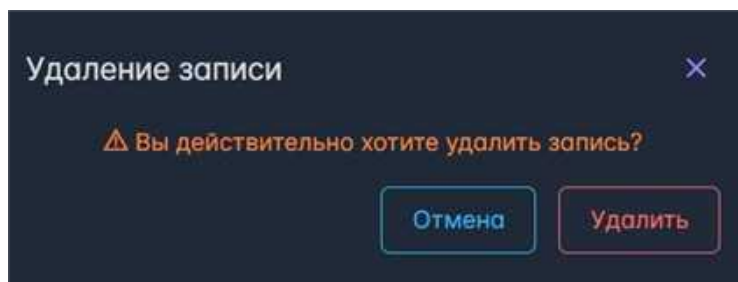 Удаление записи
⚠ Вы действительно хотите удалить запись?
Отмена
Удалить